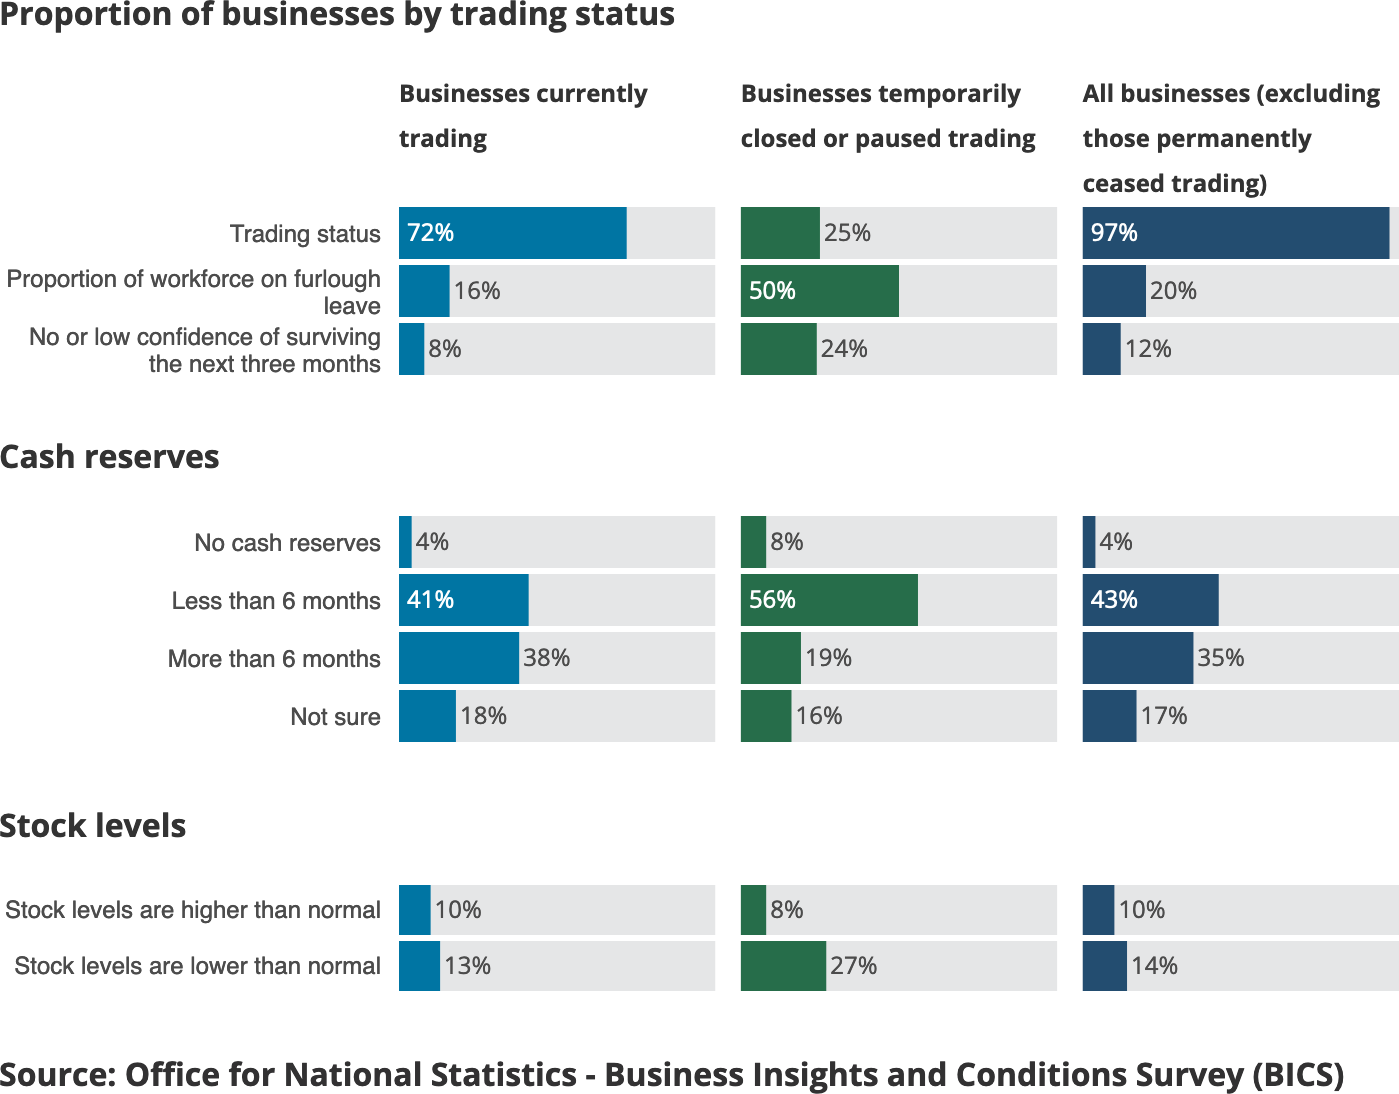 Proportion of businesses by trading status
Businesses currently
trading
Businesses temporarily
closed or paused trading
All businesses (excluding
those permanently
ceased trading)
Trading status
72%
25%
97%
Proportion of workforce on furlough
leave
16%
50%
20%
No or low confidence of surviving
the next three months
8%
24%
12%
Cash reserves
No cash reserves
4%
8%
4%
Less than 6 months
41%
56%
43%
More than 6 months
38%
19%
35%
Not sure
18%
16%
17%
Stock levels
Stock levels are higher than normal
10%
8%
10%
Stock levels are lower than normal
13%
27%
14%
Source: Office for National Statistics - Business Insights and Conditions Survey (BICS)